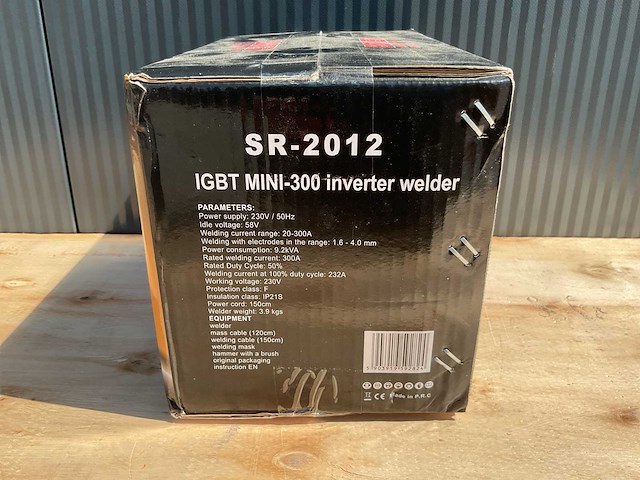 SR-2012
IGBT MINI-300 inverter welder
PARAMETERS:
Power supply: 230V / 50Hz
Idle voltage: 58V
Welding current range: 20-300A
Welding with electrodes in the range: 1.6 - 4.0 mm
Power consumption: 9.2kVA
Rated welding current: 300A
Rated Duty Cycle: 50%
Welding current at 100% duty cycle: 232A
Working voltage: 230V
Protection class: F
Insulation class: IP21S
Power cord: 150cm
Welder weight: 3.9 kgs
EQUIPMENT
welder
mass cable (120cm)
welding cable (150cm)
welding mask
hammer with a brush
original packaging
instruction EN
CE Made in P.R.C